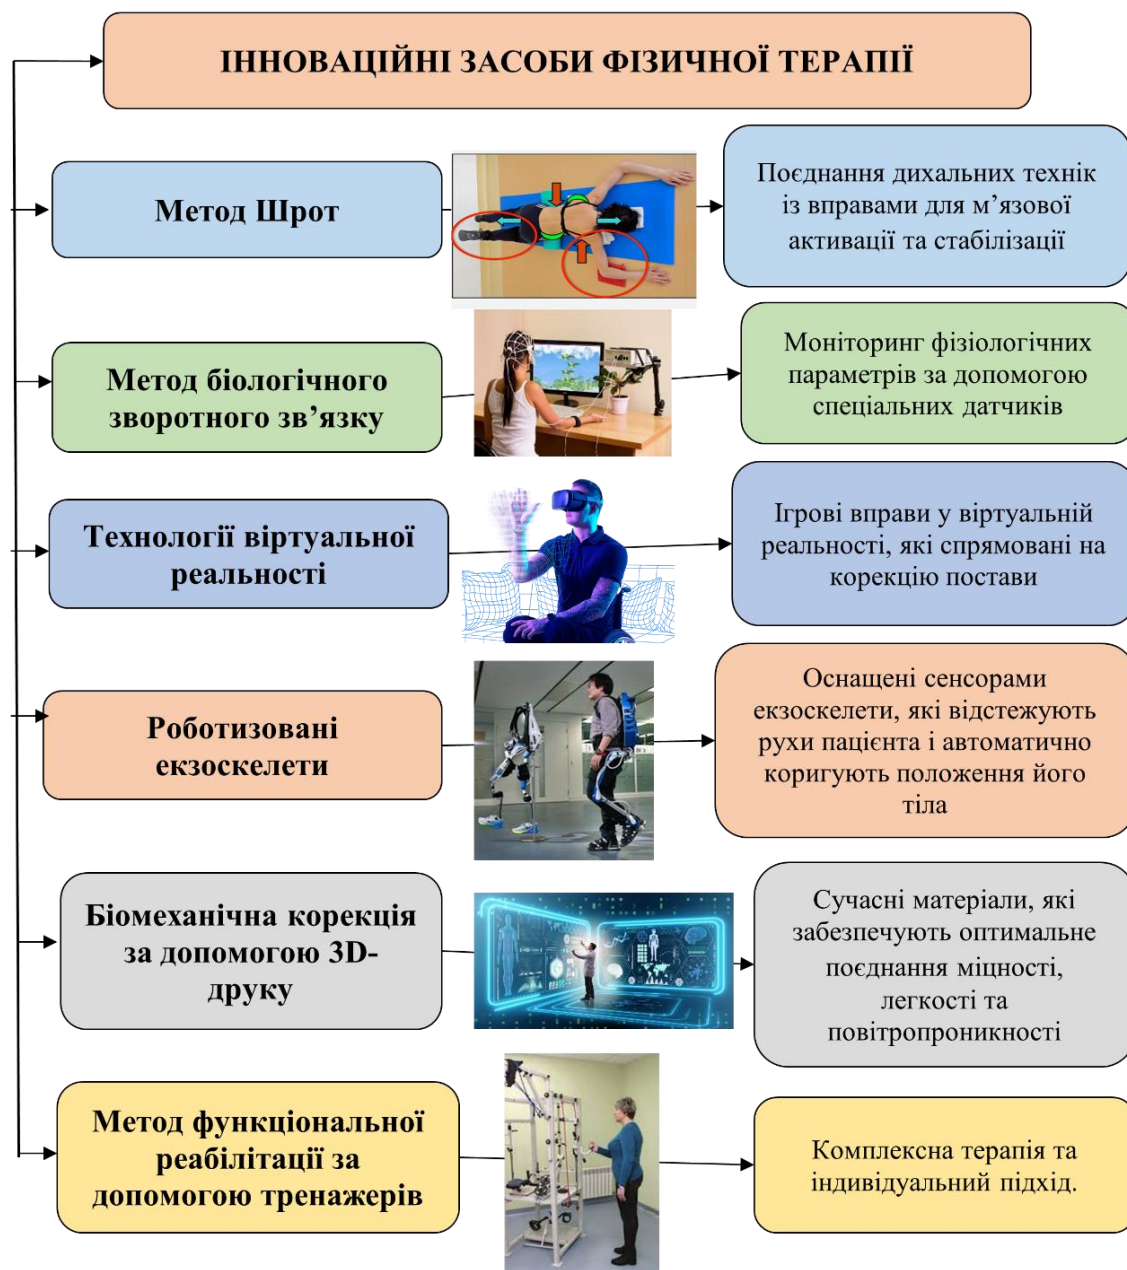 ІННОВАЦІЙНІ ЗАСОБИ ФІЗИЧНОЇ ТЕРАПІЇ
Метод Шрот
Поєднання дихальних технік
із вправами для м’язової
активації та стабілізації
Метод біологічного
зворотного зв’язку
Моніторинг фізіологічних
параметрів за допомогою
спеціальних датчиків
Технології віртуальної
реальності
Ігрові вправи у віртуальній
реальності, які спрямовані на
корекцію постави
Роботизовані
екзоскелети
Оснащені сенсорами
екзоскелети, які відстежують
рухи пацієнта і автоматично
коригують положення його
тіла
Біомеханічна корекція
за допомогою 3D-
друку
Сучасні матеріали, які
забезпечують оптимальне
поєднання міцності,
легкості та
повітропроникності
Метод функціональної
реабілітації за
допомогою тренажерів
Комплексна терапія та
індивідуальний підхід.